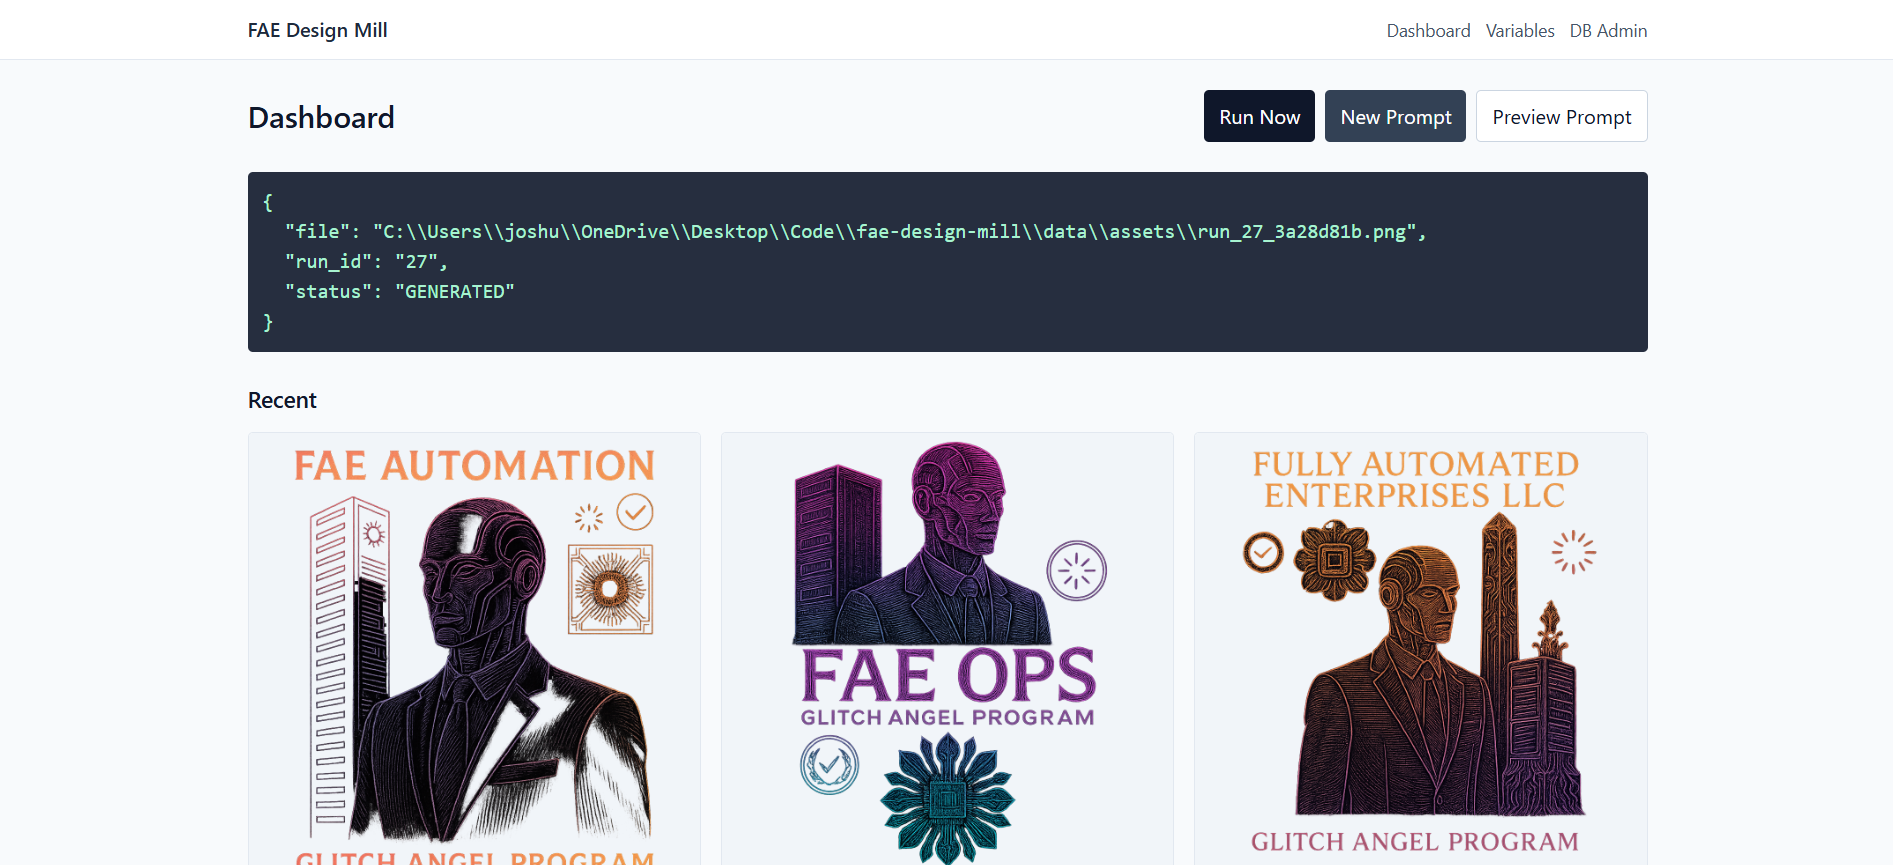 FAE Design Mill
Dashboard Variables DB Admin
Dashboard
Run Now New Prompt Preview Prompt
{
"file": "C:\\Users\\joshu\\OneDrive\\Desktop\\Code\\fae-design-mill\\data\\assets\\run_27_3a28d81b.png",
"run_id": "27",
"status": "GENERATED"
}
Recent
FAE AUTOMATION
GLITCH ANGEL PROGRAM
FAE OPS
GLITCH ANGEL PROGRAM
FULLY AUTOMATED
ENTERPRISES LLC
GLITCH ANGEL PROGRAM